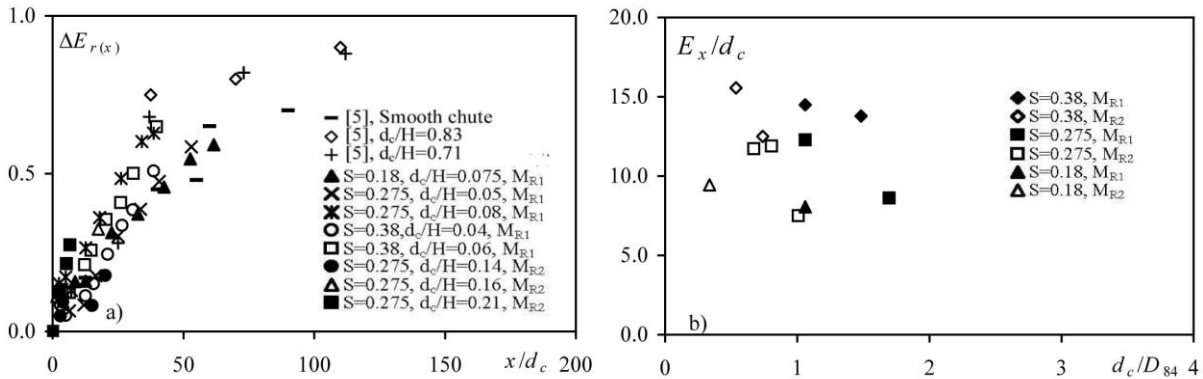 1.0
ΔE r(x)
0.5
0.0
a)
0
50
100
150
200
x/dc
[5], Smooth chute
[5], dc/H=0.83
[5], dc/H=0.71
S=0.18, dc/H=0.075, MR1
S=0.275, dc/H=0.05, MR1
S=0.275, dc/H=0.08, MR1
S=0.38,dc/H=0.04, MR1
S=0.38, dc/H=0.06, MR1
S=0.275, dc/H=0.14, MR2
S=0.275, dc/H=0.16, MR2
S=0.275, dc/H=0.21, MR2
20.0
Ex/dc
15.0
10.0
5.0
0.0
b)
0
1
2
3
4
dc/D84
S=0.38, MR1
S=0.38, MR2
S=0.275, MR1
S=0.275, MR2
S=0.18, MR1
S=0.18, MR2